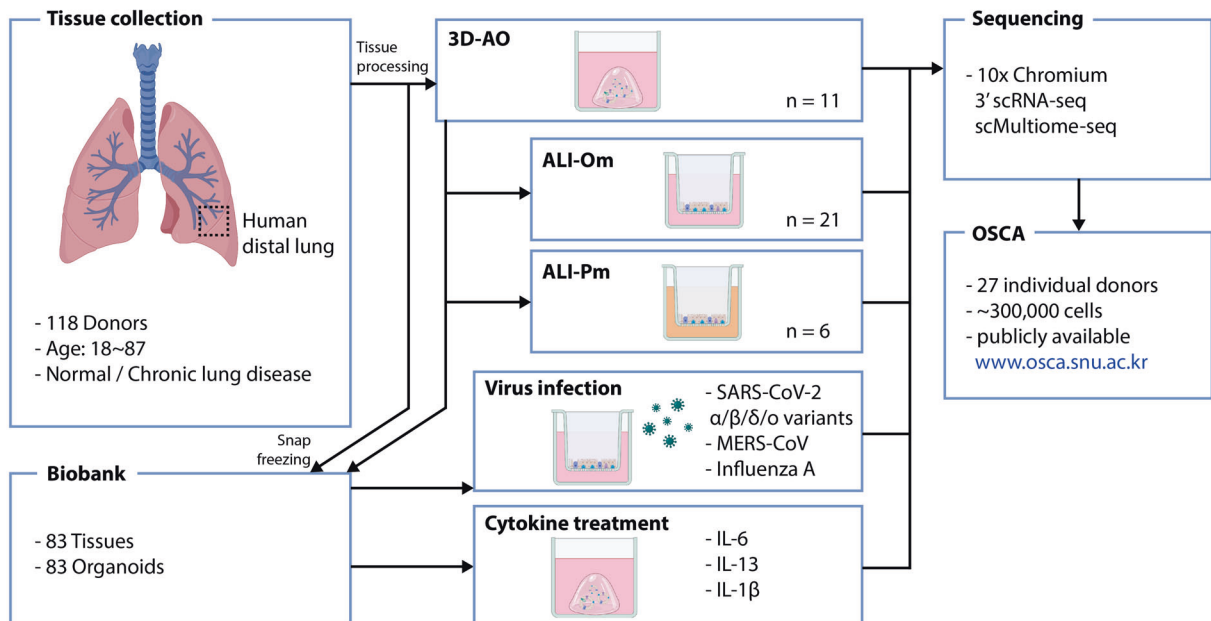 Tissue collection
Human
distal lung
- 118 Donors
- Age: 18~87
- Normal / Chronic lung disease
Tissue
processing
Snap
freezing
Biobank
- 83 Tissues
- 83 Organoids
3D-AO
n = 11
ALI-Om
n = 21
ALI-Pm
n = 6
Virus infection
- SARS-CoV-2
α/β/δ/o variants
- MERS-CoV
- Influenza A
Cytokine treatment
- IL-6
- IL-13
- IL-1β
Sequencing
- 10x Chromium
3' scRNA-seq
scMultiome-seq
OSCA
- 27 individual donors
- ~300,000 cells
- publicly available
www.osca.snu.ac.kr